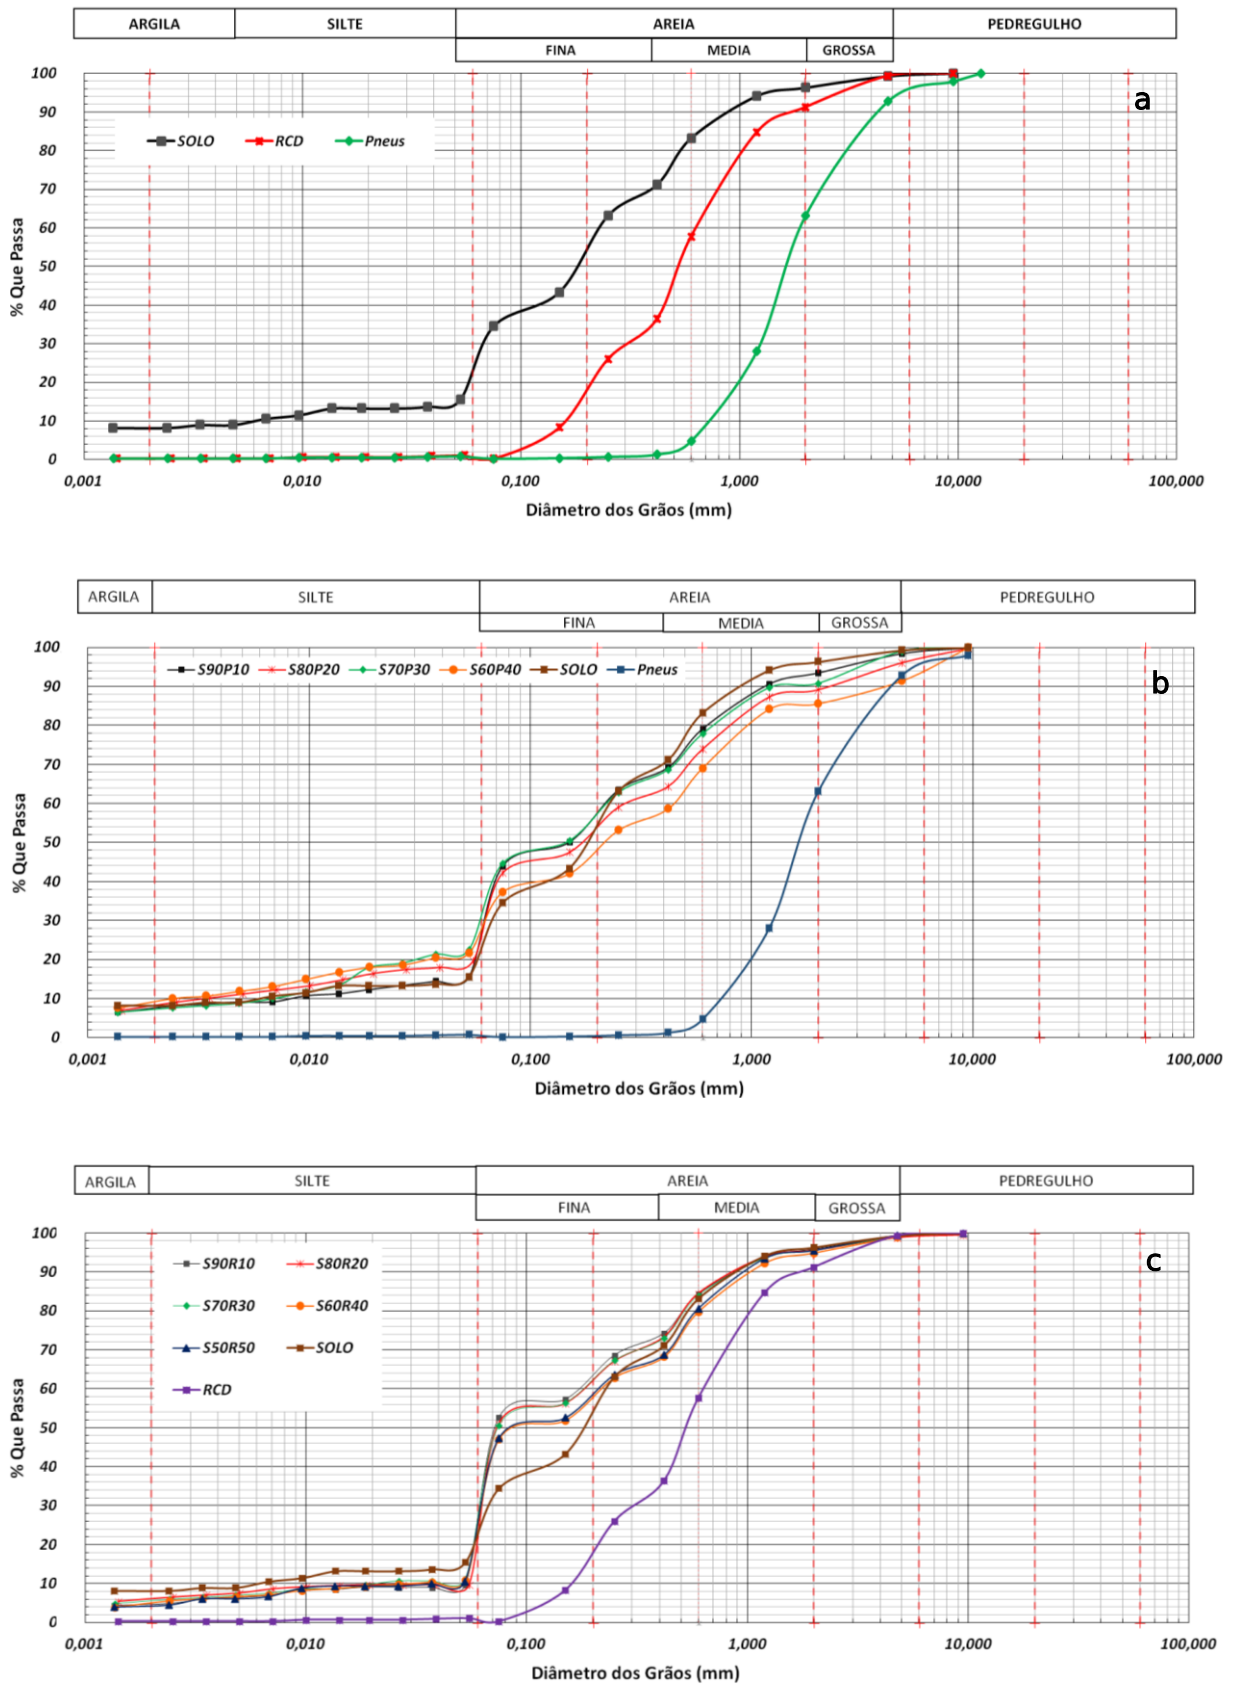 ARGILA SILTE AREIA PEDREGULHO
FINA MEDIA GROSSA
a
SOLO RCD Pneus
100
90
80
70
60
50
40
30
20
10
0
% Que Passa
0,001 0,010 0,100 1,000 10,000 100,000
Diâmetro dos Grãos (mm)
ARGILA SILTE AREIA PEDREGULHO
FINA MEDIA GROSSA
b
S90P10 S80P20 S70P30 S60P40 SOLO Pneus
100
90
80
70
60
50
40
30
20
10
0
% Que Passa
0,001 0,010 0,100 1,000 10,000 100,000
Diâmetro dos Grãos (mm)
ARGILA SILTE AREIA PEDREGULHO
FINA MEDIA GROSSA
c
S90R10 S80R20
S70R30 S60R40
S50R50 SOLO
RCD
100
90
80
70
60
50
40
30
20
10
0
% Que Passa
0,001 0,010 0,100 1,000 10,000 100,000
Diâmetro dos Grãos (mm)